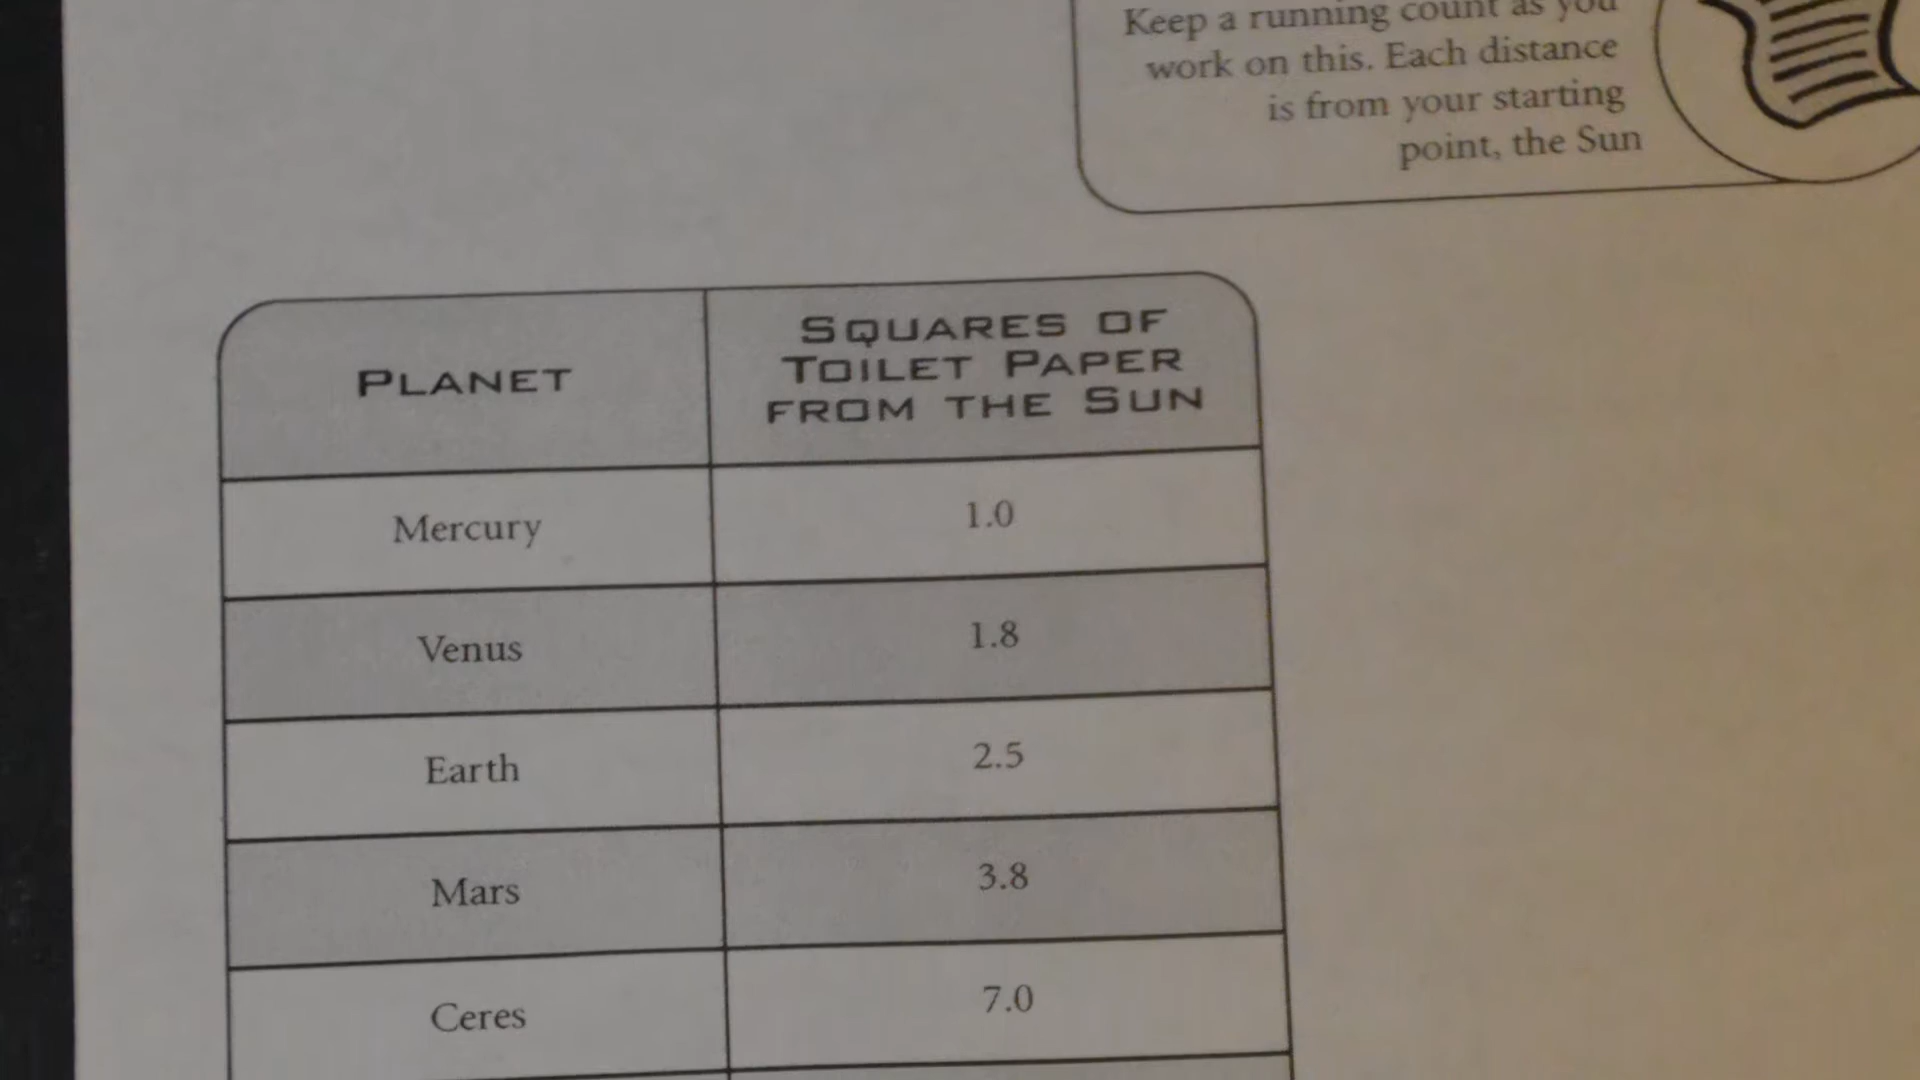 Keep a running count as you
work on this. Each distance
is from your starting
point, the Sun
PLANET
SQUARES OF
TOILET PAPER
FROM THE SUN
Mercury
1.0
Venus
1.8
Earth
2.5
Mars
3.8
Ceres
7.0